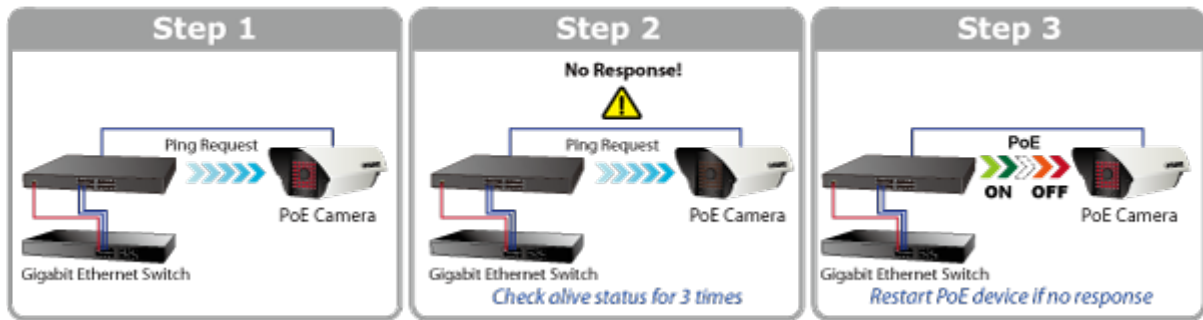 Step 1
Ping Request
PoE Camera
Gigabit Ethernet Switch
Step 2
No Response!
Ping Request
PoE Camera
Gigabit Ethernet Switch
Check alive status for 3 times
Step 3
PoE
ON OFF
PoE Camera
Gigabit Ethernet Switch
Restart PoE device if no response